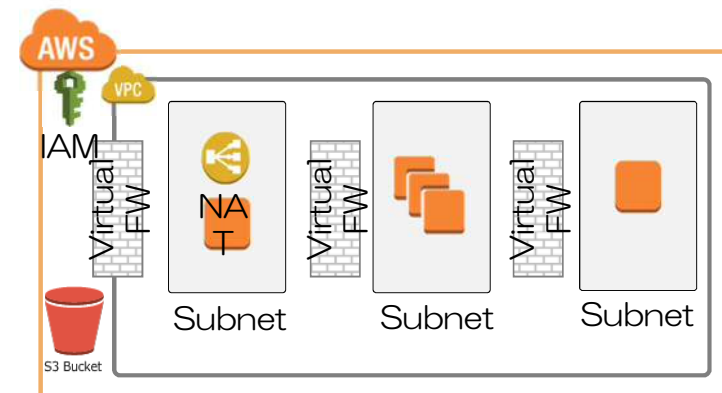 AWS
VPC
IAM
Virtual
FW
NA
T
Virtual
FW
Virtual
FW
Subnet
Subnet
Subnet
S3 Bucket